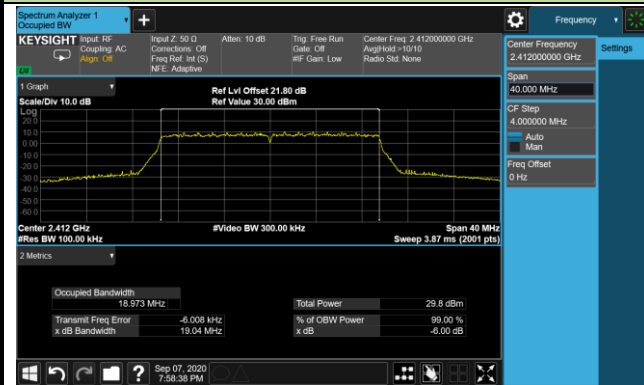 Spectrum Analyzer 1
Occupied BW
Frequency
KEYSIGHT
Input: RF
Coupling: AC
Align: Off
Input Z: 50 Ω
Corrections: Off
Freq Ref: Int (S)
NFE: Adaptive
Atten: 10 dB
Trig: Free Run
Gate: Off
#IF Gain: Low
Center Freq: 2.412000000 GHz
Avg|Hold:>10/10
Radio Std: None
Center Frequency
2.412000000 GHz
Settings
Span
40.000 MHz
CF Step
4.000000 MHz
Auto
Man
Freq Offset
0 Hz
1 Graph
Scale/Div 10.0 dB
Ref Lvl Offset 21.80 dB
Ref Value 30.00 dBm
Log
20.0
10.0
0.00
-10.0
-20.0
-30.0
-40.0
-50.0
-60.0
Center 2.412 GHz
#Res BW 100.00 kHz
#Video BW 300.00 kHz
Span 40 MHz
Sweep 3.87 ms (2001 pts)
2 Metrics
Occupied Bandwidth
18.973 MHz
Total Power 29.8 dBm
Transmit Freq Error -6.008 kHz
% of OBW Power 99.00 %
x dB Bandwidth 19.04 MHz
x dB -6.00 dB
Sep 07, 2020
7:58:38 PM